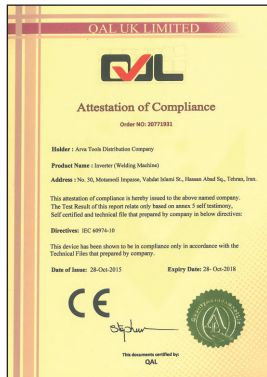 QAL UK LIMITED
QAL
Attestation of Compliance
Order NO: 20771931
Holder : Arva Tools Distribution Company
Product Name : Inverter (Welding Machine)
Address : No. 30, Motamedi Impasse, Vahdat Islami St., Hassan Abad Sq., Tehran, Iran.
This attestation of compliance is hereby issued to the above named company.
The Test Result of this report relate only based on annex 5 self testimony,
Self certified and technical file that prepared by company in below directives:
Directives: IEC 60974-10
This device has been shown to be in compliance only in accordance with the
Technical Files that prepared by company.
Date of Issue: 28-Oct-2015 Expiry Date: 28- Oct-2018
CE
Stephen
This documents certified by:
QAL